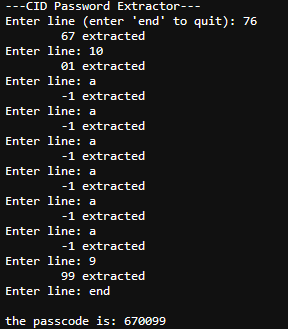 ---CID Password Extractor---
Enter line (enter 'end' to quit): 76
67 extracted
Enter line: 10
01 extracted
Enter line: a
-1 extracted
Enter line: a
-1 extracted
Enter line: a
-1 extracted
Enter line: a
-1 extracted
Enter line: a
-1 extracted
Enter line: a
-1 extracted
Enter line: 9
99 extracted
Enter line: end
the passcode is: 670099